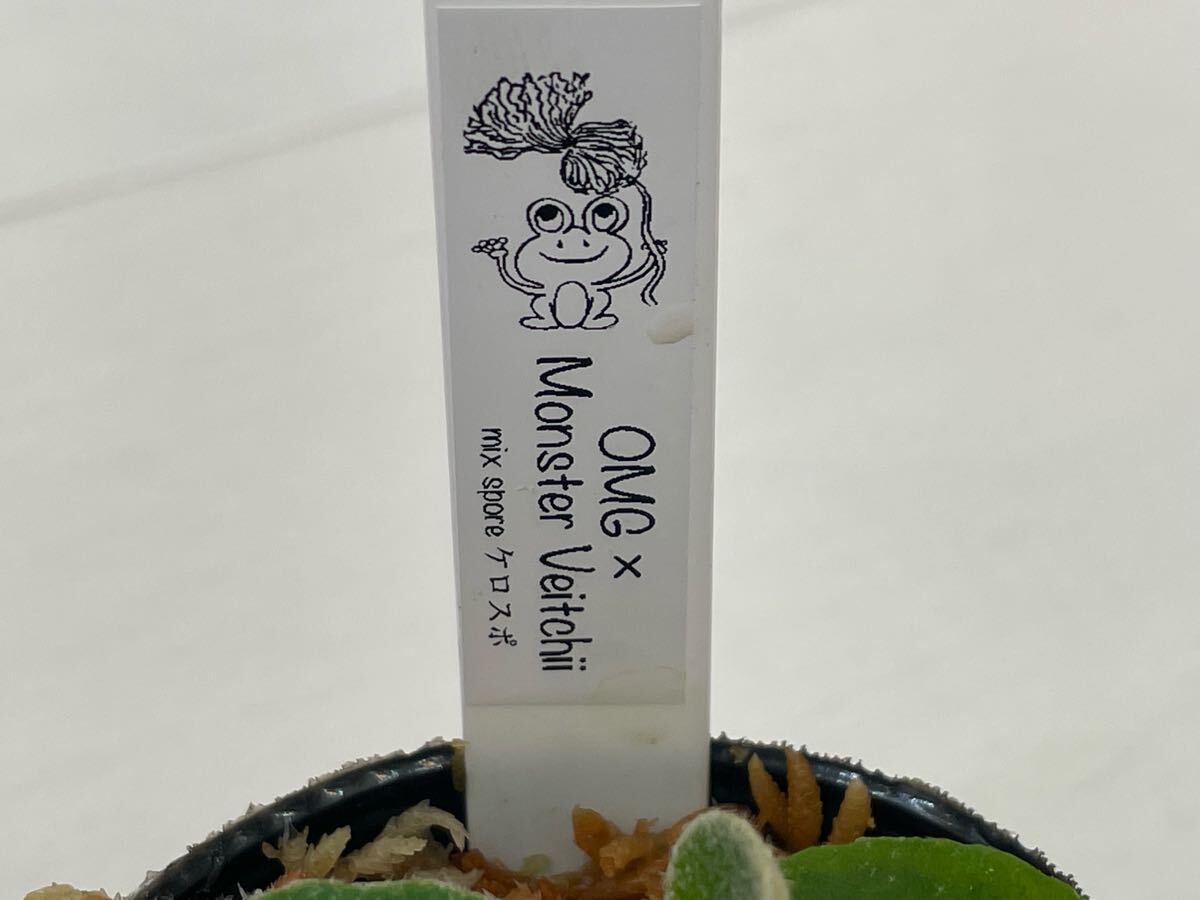 OMG ×
Monster Veitchii
mix spore ケロスポ